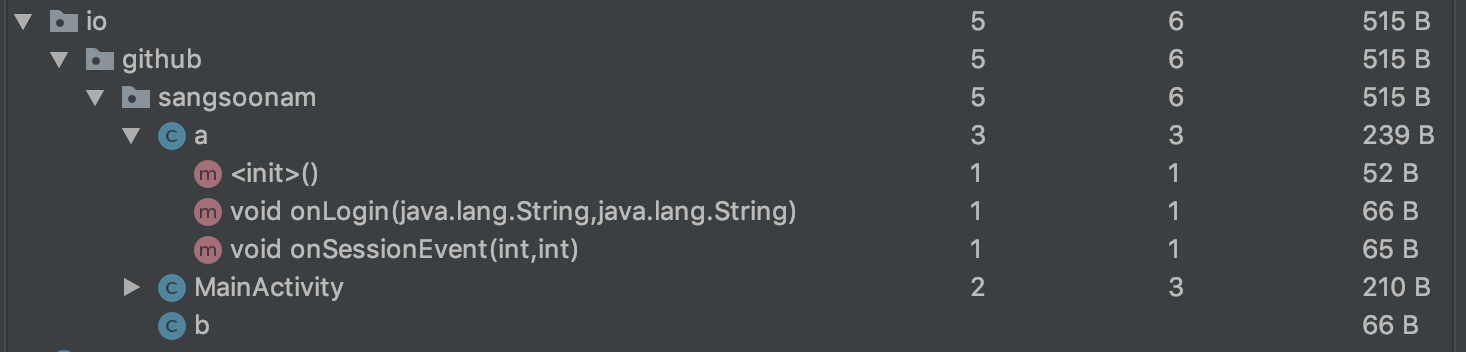 io 5 6 515 B
github 5 6 515 B
sangsoonam 5 6 515 B
C a 3 3 239 B
m <init>() 1 1 52 B
m void onLogin(java.lang.String,java.lang.String) 1 1 66 B
m void onSessionEvent(int,int) 1 1 65 B
C MainActivity 2 3 210 B
C b 66 B